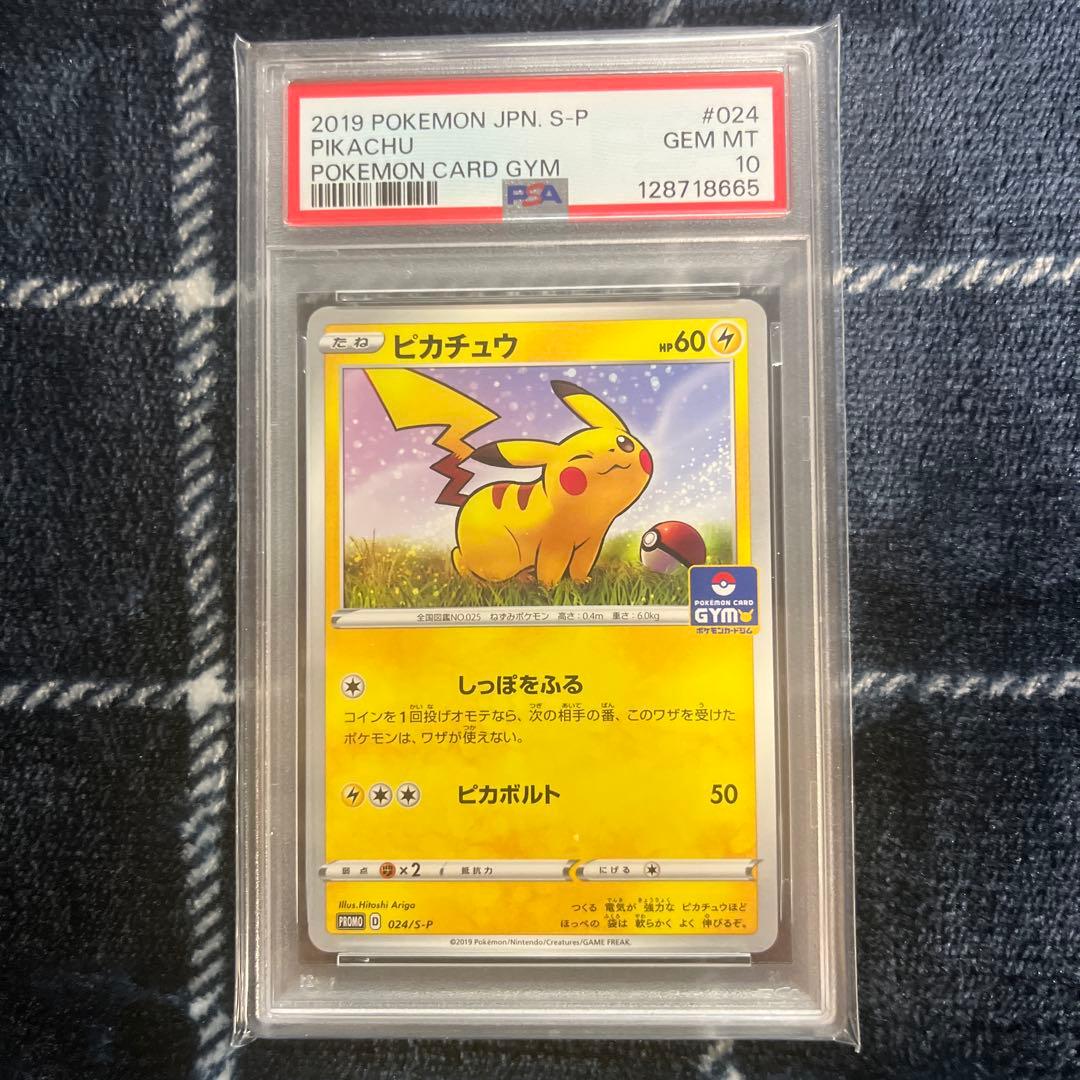 2019 POKEMON JPN. S-P #024
PIKACHU GEM MT
POKEMON CARD GYM 10
PSA 128718665
たね ピカチュウ HP60
POKÉMON CARD
GYM
ポケモンカードジム
全国図鑑NO.025 ねずみポケモン 高さ:0.4m 重さ:6.0kg
しっぽをふる
コインを1回投げオモテなら、次の相手の番、このワザを受けた
ポケモンは、ワザが使えない。
ピカボルト 50
弱点 ×2 抵抗力 にげる
Illus.Hitoshi Ariga
つくる 電気が 強力な ピカチュウほど
ほっぺの 袋は 軟らかく よく 伸びるぞ。
PROMO D 024/S-P
©2019 Pokémon/Nintendo/Creatures/GAME FREAK.